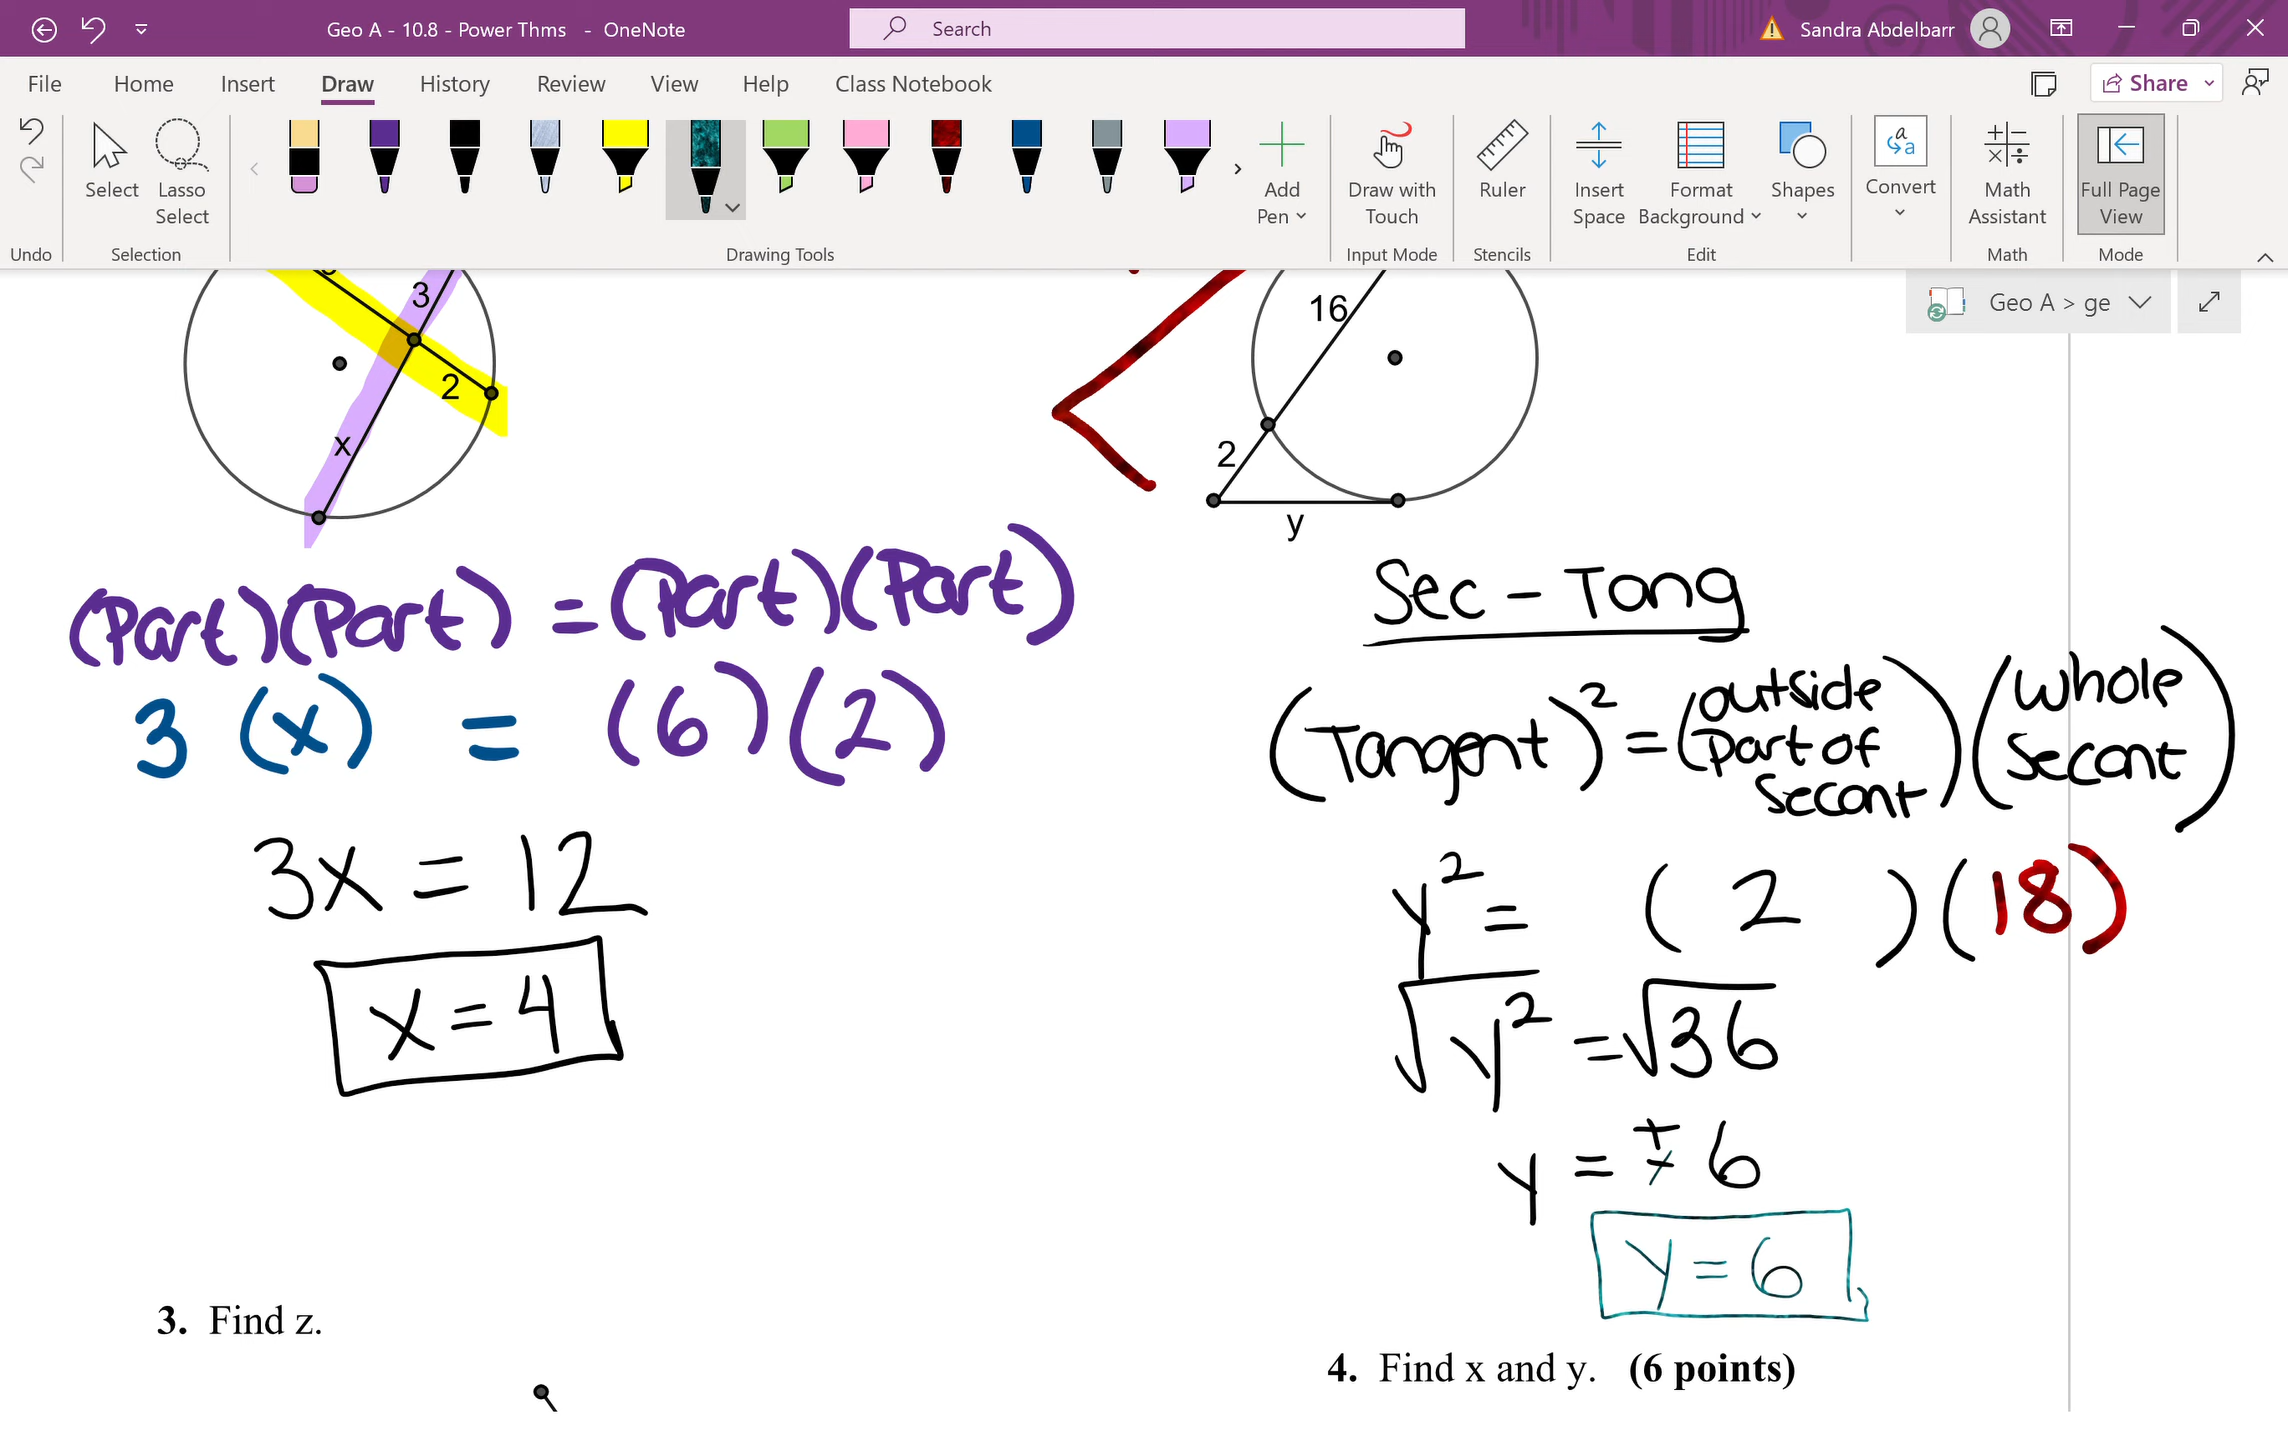 Geo A - 10.8 - Power Thms - OneNote
Search
Sandra Abdelbarr
File Home Insert Draw History Review View Help Class Notebook
Share
Select
Lasso Select
Add Pen
Draw with Touch
Ruler
Insert Space
Format Background
Shapes
Convert
Math Assistant
Full Page View
Undo Selection Drawing Tools Input Mode Stencils Edit Math Mode
Geo A > ge
3
2
x
16
2
y
(Part)(Part) = (Part)(Part)
3 (x) = (6)(2)
3x = 12
x = 4
Sec - Tang
(Tangent)² = (outside part of secant)(whole secant)
y² = ( 2 )(18)
√y² = √36
y = ± 6
y = 6
3. Find z.
4. Find x and y. (6 points)